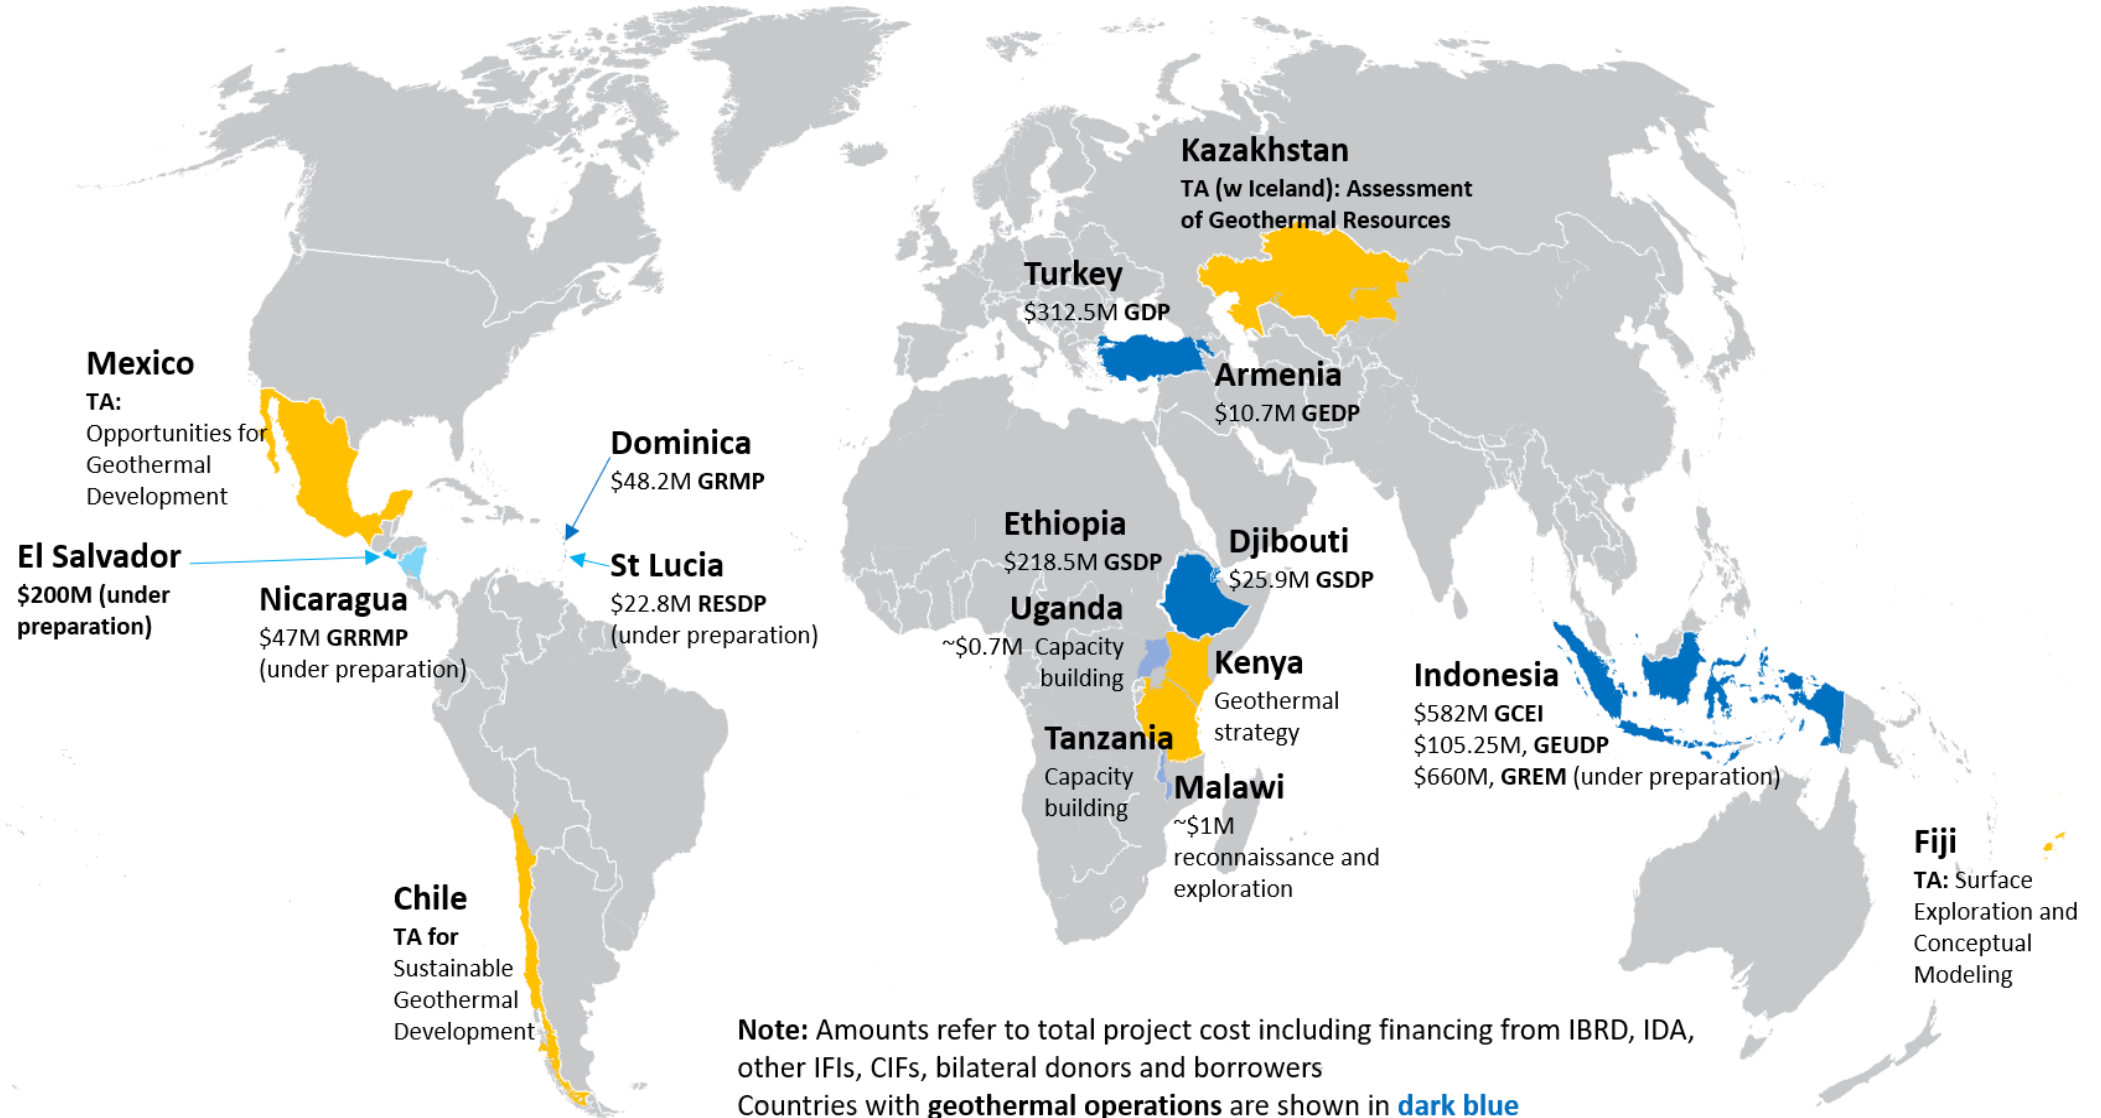 Kazakhstan
TA (w Iceland): Assessment
of Geothermal Resources
Turkey
$312.5M GDP
Armenia
$10.7M GEDP
Mexico
TA:
Opportunities for
Geothermal
Development
Dominica
$48.2M GRMP
El Salvador
$200M (under
preparation)
St Lucia
$22.8M RESDP
(under preparation)
Nicaragua
$47M GRRMP
(under preparation)
Ethiopia
$218.5M GSDP
Djibouti
$25.9M GSDP
Uganda
~$0.7M Capacity
building
Kenya
Geothermal
strategy
Tanzania
Capacity
building
Malawi
~$1M
reconnaissance and
exploration
Indonesia
$582M GCEI
$105.25M, GEUDP
$660M, GREM (under preparation)
Fiji
TA: Surface
Exploration and
Conceptual
Modeling
Chile
TA for
Sustainable
Geothermal
Development
Note: Amounts refer to total project cost including financing from IBRD, IDA,
other IFIs, CIFs, bilateral donors and borrowers
Countries with geothermal operations are shown in dark blue